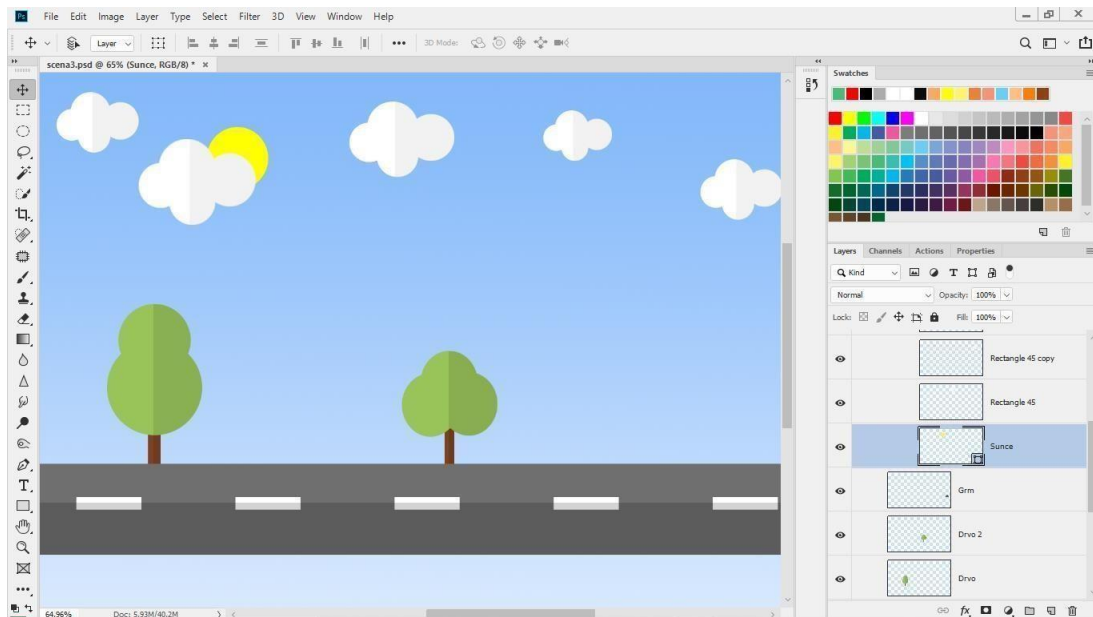 Ps File Edit Image Layer Type Select Filter 3D View Window Help
Layer 3D Mode:
scena3.psd @ 65% (Sunce, RGB/8) * ×
Swatches
Layers Channels Actions Properties
Kind
Normal Opacity: 100%
Lock: Fill: 100%
Rectangle 45 copy
Rectangle 45
Sunce
Grm
Drvo 2
Drvo
fx
64.96% Doc: 5.93M/40.2M